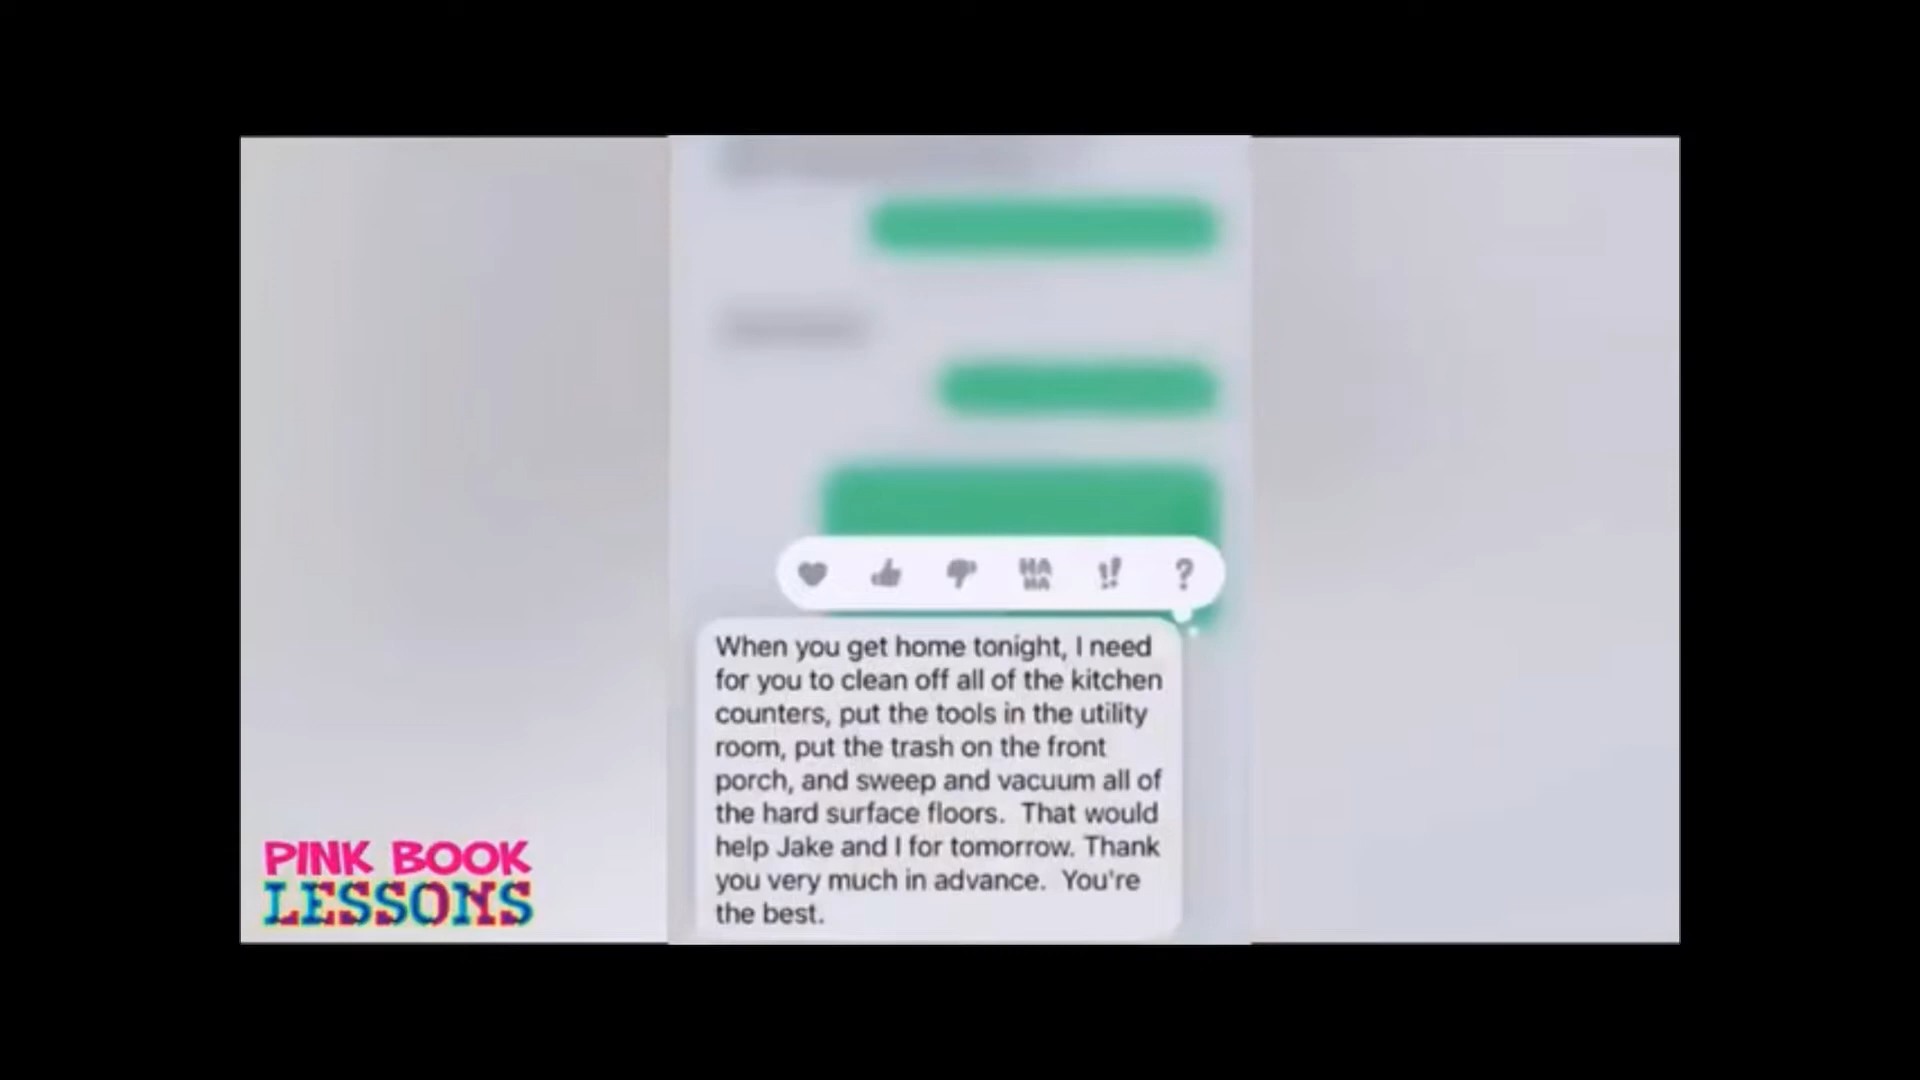 HA
HA
!!
?
When you get home tonight, I need
for you to clean off all of the kitchen
counters, put the tools in the utility
room, put the trash on the front
porch, and sweep and vacuum all of
the hard surface floors.  That would
help Jake and I for tomorrow. Thank
you very much in advance.  You're
the best.
PINK BOOK
LESSONS